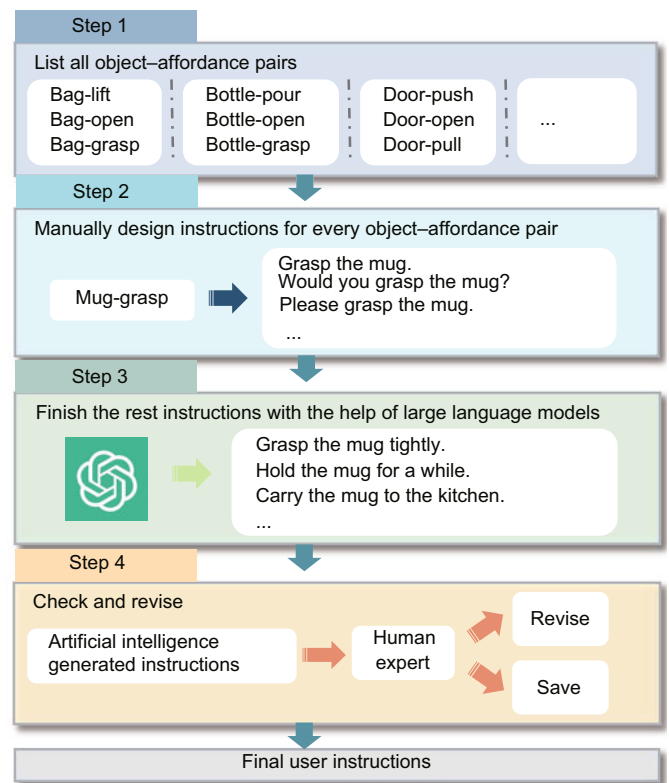 Step 1
List all object–affordance pairs
Bag-lift
Bag-open
Bag-grasp
Bottle-pour
Bottle-open
Bottle-grasp
Door-push
Door-open
Door-pull
...
Step 2
Manually design instructions for every object–affordance pair
Mug-grasp
Grasp the mug.
Would you grasp the mug?
Please grasp the mug.
...
Step 3
Finish the rest instructions with the help of large language models
Grasp the mug tightly.
Hold the mug for a while.
Carry the mug to the kitchen.
...
Step 4
Check and revise
Artificial intelligence
generated instructions
Human
expert
Revise
Save
Final user instructions